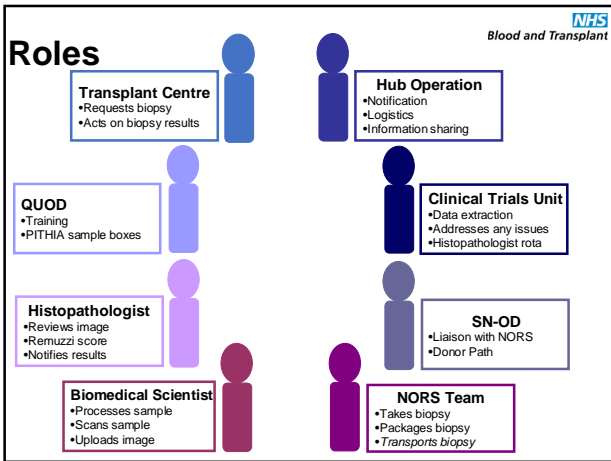 NHS
Blood and Transplant
Roles
Transplant Centre
•Requests biopsy
•Acts on biopsy results
Hub Operation
•Notification
•Logistics
•Information sharing
QUOD
•Training
•PITHIA sample boxes
Clinical Trials Unit
•Data extraction
•Addresses any issues
•Histopathologist rota
Histopathologist
•Reviews image
•Remuzzi score
•Notifies results
SN-OD
•Liaison with NORS
•Donor Path
Biomedical Scientist
•Processes sample
•Scans sample
•Uploads image
NORS Team
•Takes biopsy
•Packages biopsy
•Transports biopsy